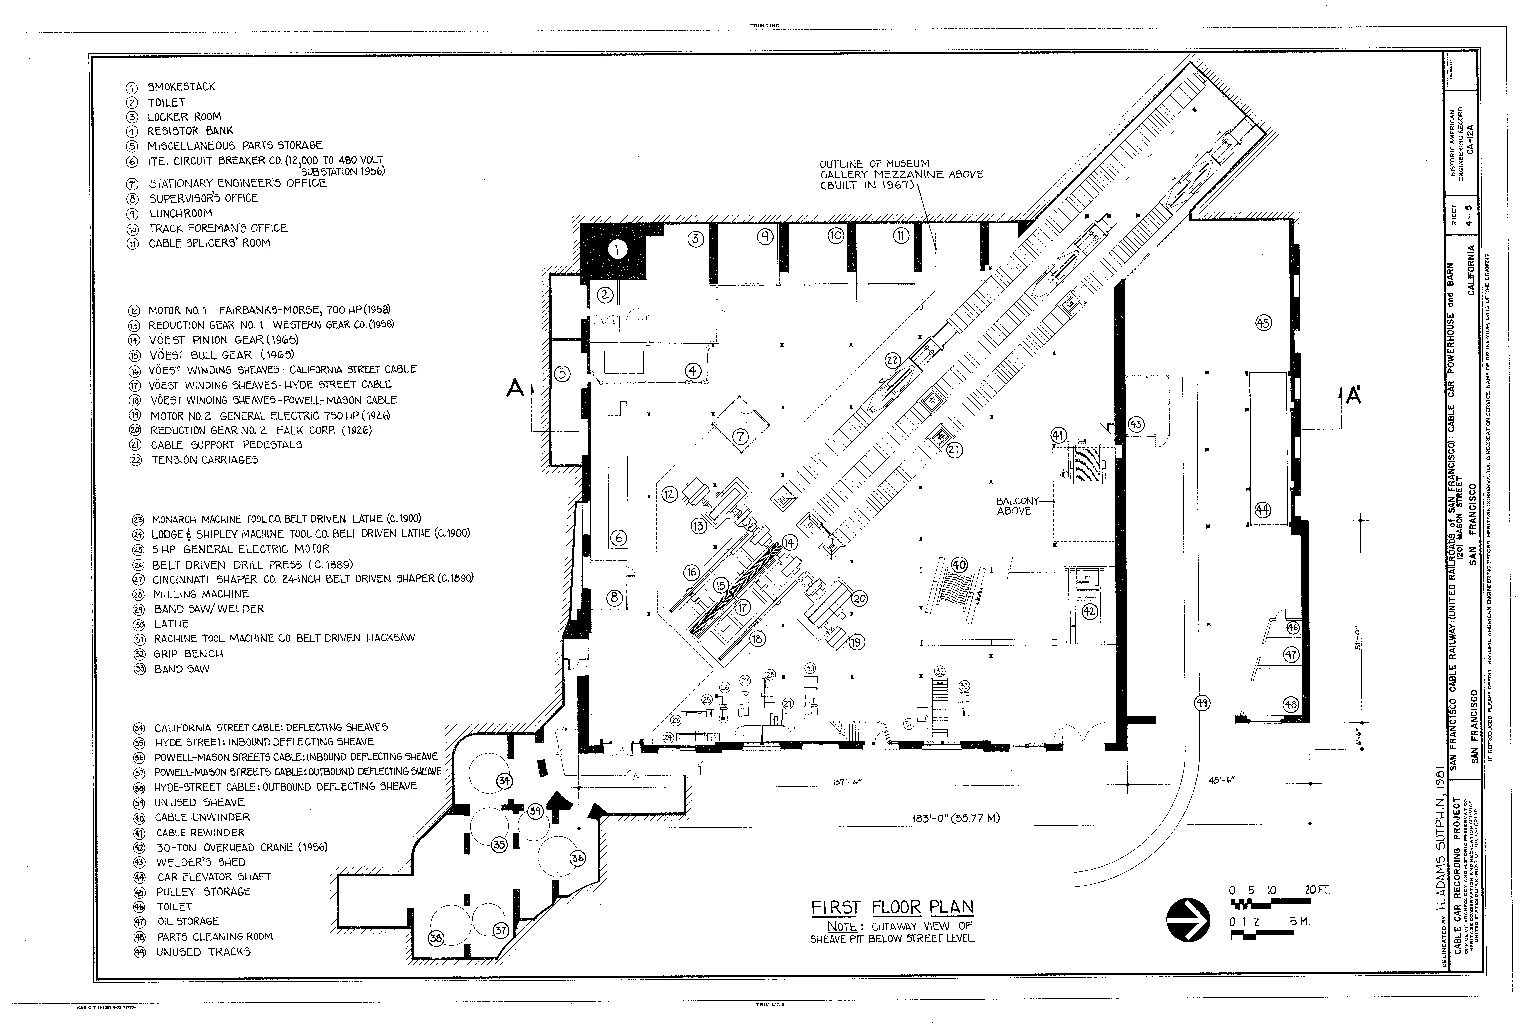 ① SMOKESTACK
② TOILET
③ LOCKER ROOM
④ RESISTOR BANK
⑤ MISCELLANEOUS PARTS STORAGE
⑥ ITE. CIRCUIT BREAKER CO. (12,000 TO 480 VOLT
SUBSTATION 1956)
⑦ STATIONARY ENGINEER'S OFFICE
⑧ SUPERVISOR'S OFFICE
⑨ LUNCHROOM
⑩ TRACK FOREMAN'S OFFICE
⑪ CABLE SPLICERS' ROOM
⑫ MOTOR NO. 1 FAIRBANKS-MORSE, 700 HP (1958)
⑬ REDUCTION GEAR NO. 1 WESTERN GEAR CO. (1958)
⑭ VÖEST PINION GEAR (1965)
⑮ VÖEST BULL GEAR (1965)
⑯ VÖEST WINDING SHEAVES - CALIFORNIA STREET CABLE
⑰ VÖEST WINDING SHEAVES - HYDE STREET CABLE
⑱ VÖEST WINDING SHEAVES - POWELL-MASON CABLE
⑲ MOTOR NO. 2 GENERAL ELECTRIC 750 HP (1926)
⑳ REDUCTION GEAR NO. 2 FALK CORP. (1926)
㉑ CABLE SUPPORT PEDESTALS
㉒ TENSION CARRIAGES
㉓ MONARCH MACHINE TOOL CO. BELT DRIVEN LATHE (C. 1900)
㉔ LODGE & SHIPLEY MACHINE TOOL CO. BELT DRIVEN LATHE (C. 1900)
㉕ 5 HP GENERAL ELECTRIC MOTOR
㉖ BELT DRIVEN DRILL PRESS (C. 1889)
㉗ CINCINNATI SHAPER CO. 24-INCH BELT DRIVEN SHAPER (C. 1890)
㉘ MILLING MACHINE
㉙ BAND SAW/WELDER
㉚ LATHE
㉛ RACHINE TOOL MACHINE CO BELT DRIVEN HACKSAW
㉜ GRIP BENCH
㉝ BAND SAW
㉞ CALIFORNIA STREET CABLE: DEFLECTING SHEAVES
㉟ HYDE STREET: INBOUND DEFLECTING SHEAVE
㊱ POWELL-MASON STREETS CABLE: INBOUND DEFLECTING SHEAVE
㊲ POWELL-MASON STREETS CABLE: OUTBOUND DEFLECTING SHEAVE
㊳ HYDE-STREET CABLE: OUTBOUND DEFLECTING SHEAVE
㊴ UNUSED SHEAVE
㊵ CABLE UNWINDER
㊶ CABLE REWINDER
㊷ 30-TON OVERHEAD CRANE (1956)
㊸ WELDER'S SHED
㊹ CAR ELEVATOR SHAFT
㊺ PULLEY STORAGE
㊻ TOILET
㊼ OIL STORAGE
㊽ PARTS CLEANING ROOM
㊾ UNUSED TRACKS
OUTLINE OF MUSEUM
GALLERY MEZZANINE ABOVE
(BUILT IN 1967)
BALCONY
ABOVE
A
A'
45'-6"
183'-0" (55.77 M)
51'-0"
FIRST FLOOR PLAN
NOTE: CUTAWAY VIEW OF
SHEAVE PIT BELOW STREET LEVEL
0 5 10 20 FT.
0 1 2 5 M.
HISTORIC AMERICAN
ENGINEERING RECORD
CA-12A
SHEET
SAN FRANCISCO CABLE RAILWAY (UNITED RAILROADS of SAN FRANCISCO): CABLE CAR POWERHOUSE and BARN
1201 MASON STREET
SAN FRANCISCO
SAN FRANCISCO
CALIFORNIA
DELINEATED BY H. ADAMS SUTPHIN, 1981
CABLE CAR RECORDING PROJECT